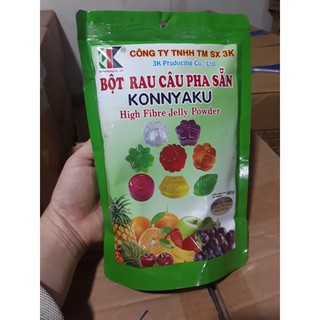 3K
CÔNG TY TNHH TM SX 3K
3K Producing Co., Ltd
BỘT RAU CÂU PHA SẴN
KONNYAKU
High Fibre Jelly Powder